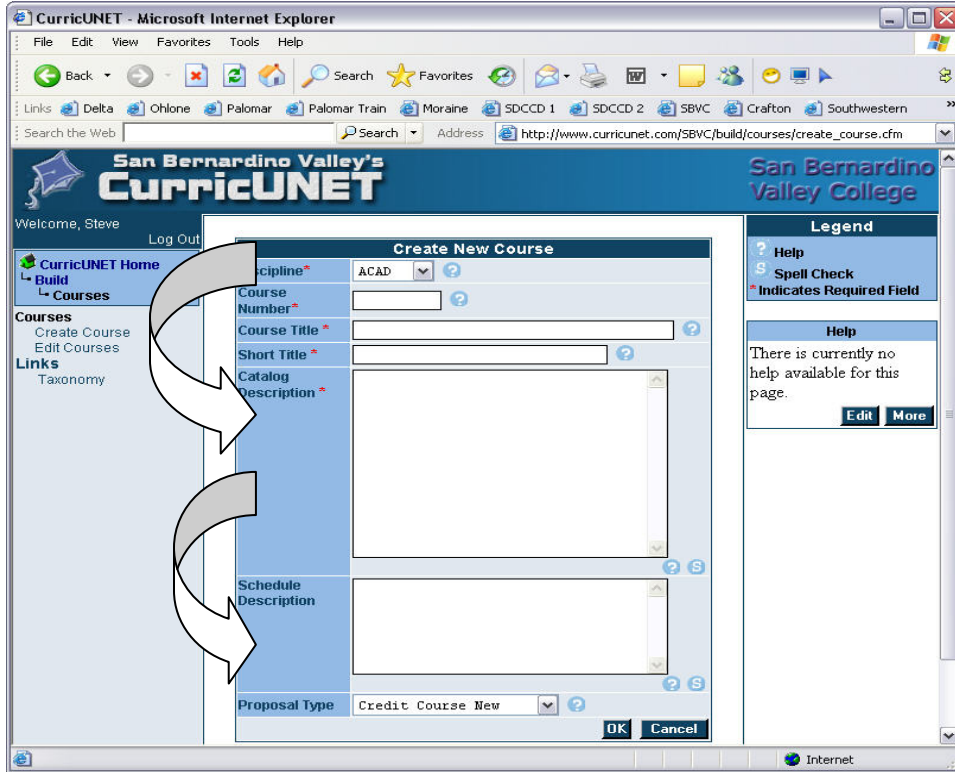 CurricUNET - Microsoft Internet Explorer
File Edit View Favorites Tools Help
Back Search Favorites
Links Delta Ohlone Palomar Palomar Train Moraine SDCCD 1 SDCCD 2 SBVC Crafton Southwestern »
Search the Web Search Address http://www.curricunet.com/SBVC/build/courses/create_course.cfm
San Bernardino Valley's
CurricUNET
San Bernardino
Valley College
Welcome, Steve
Log Out
CurricUNET Home
Build
Courses
Courses
Create Course
Edit Courses
Links
Taxonomy
Create New Course
scipline* ACAD ?
Course
Number* ?
Course Title * ?
Short Title * ?
Catalog
Description *
? S
Schedule
Description
? S
Proposal Type Credit Course New ?
OK Cancel
Legend
? Help
S Spell Check
*Indicates Required Field
Help
There is currently no
help available for this
page.
Edit More
Internet